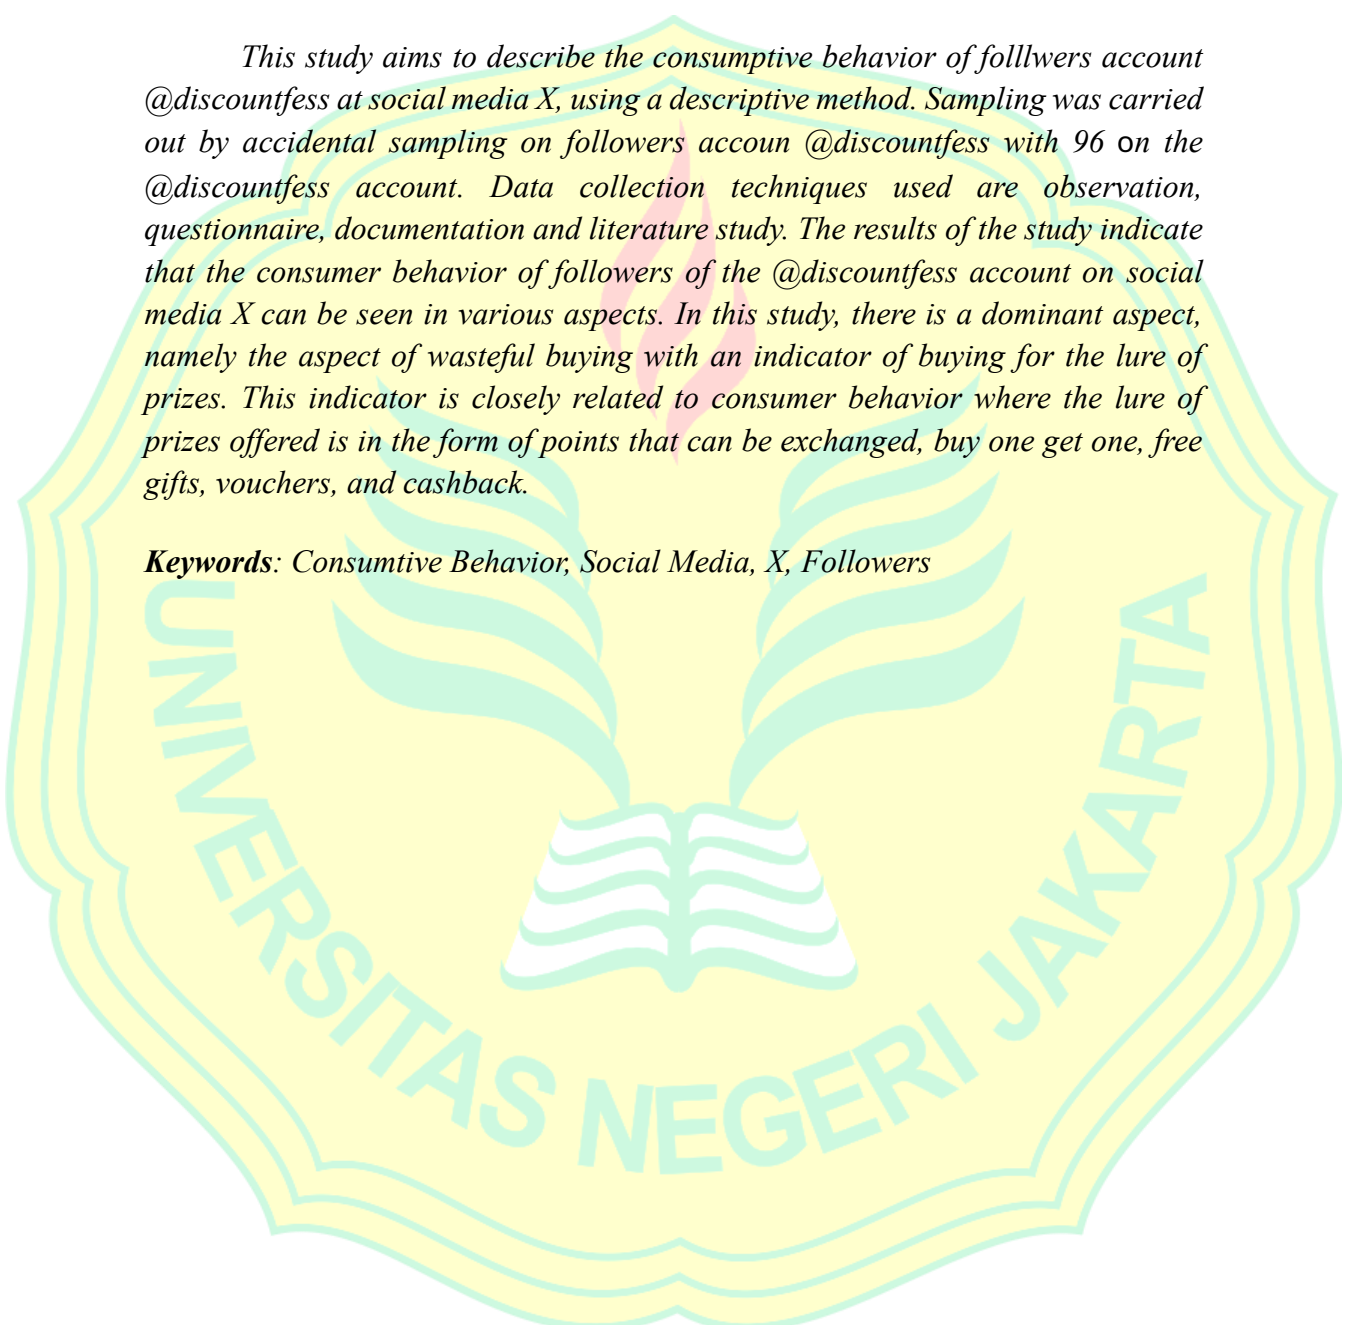 This study aims to describe the consumptive behavior of folllwers account
@discountfess at social media X, using a descriptive method. Sampling was carried
out by accidental sampling on followers accoun @discountfess with 96 on the
@discountfess account. Data collection techniques used are observation,
questionnaire, documentation and literature study. The results of the study indicate
that the consumer behavior of followers of the @discountfess account on social
media X can be seen in various aspects. In this study, there is a dominant aspect,
namely the aspect of wasteful buying with an indicator of buying for the lure of
prizes. This indicator is closely related to consumer behavior where the lure of
prizes offered is in the form of points that can be exchanged, buy one get one, free
gifts, vouchers, and cashback.
Keywords: Consumtive Behavior, Social Media, X, Followers
UNIVERSITAS NEGERI JAKARTA